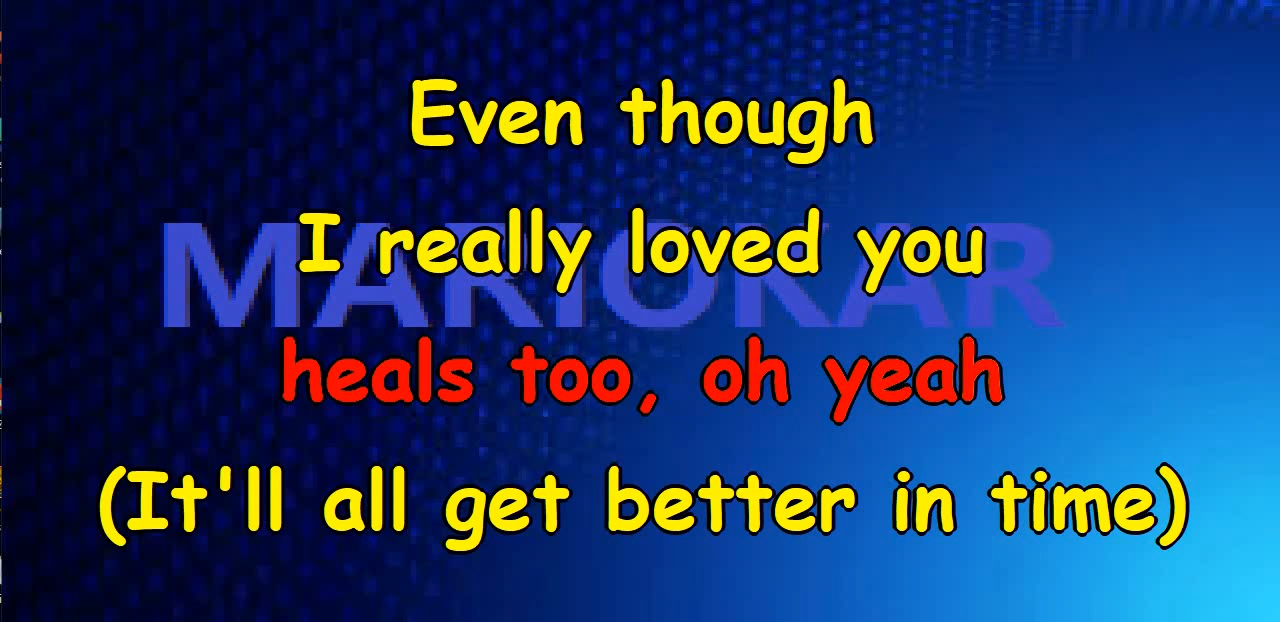 Even though
I really loved you
MARIOKAR
heals too, oh yeah
(It'll all get better in time)